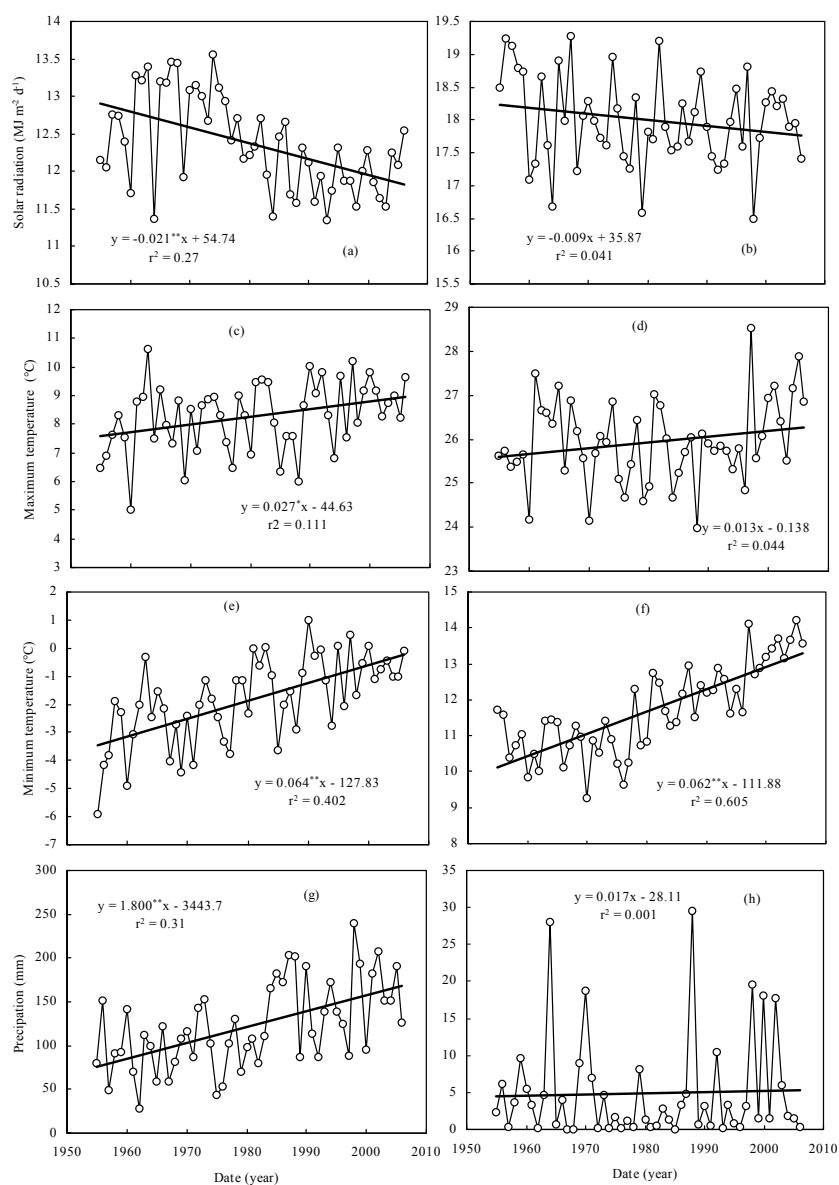 14
13.5
13
12.5
12
11.5
11
10.5
Solar radiation (MJ m⁻² d⁻¹)
y = -0.021**x + 54.74
r² = 0.27
(a)
19.5
18.5
17.5
16.5
15.5
y = -0.009x + 35.87
r² = 0.041
(b)
12
11
10
9
8
7
6
5
4
3
Maximum temperature (°C)
(c)
y = 0.027*x - 44.63
r2 = 0.111
29
28
27
26
25
24
23
(d)
y = 0.013x - 0.138
r² = 0.044
2
1
0
-1
-2
-3
-4
-5
-6
-7
Minimum temperature (°C)
(e)
y = 0.064**x - 127.83
r² = 0.402
15
14
13
12
11
10
9
8
(f)
y = 0.062**x - 111.88
r² = 0.605
300
250
200
150
100
50
0
Precipation (mm)
y = 1.800**x - 3443.7
r² = 0.31
(g)
1950 1960 1970 1980 1990 2000 2010
Date (year)
35
30
25
20
15
10
5
0
y = 0.017x - 28.11
r² = 0.001
(h)
1950 1960 1970 1980 1990 2000 2010
Date (year)